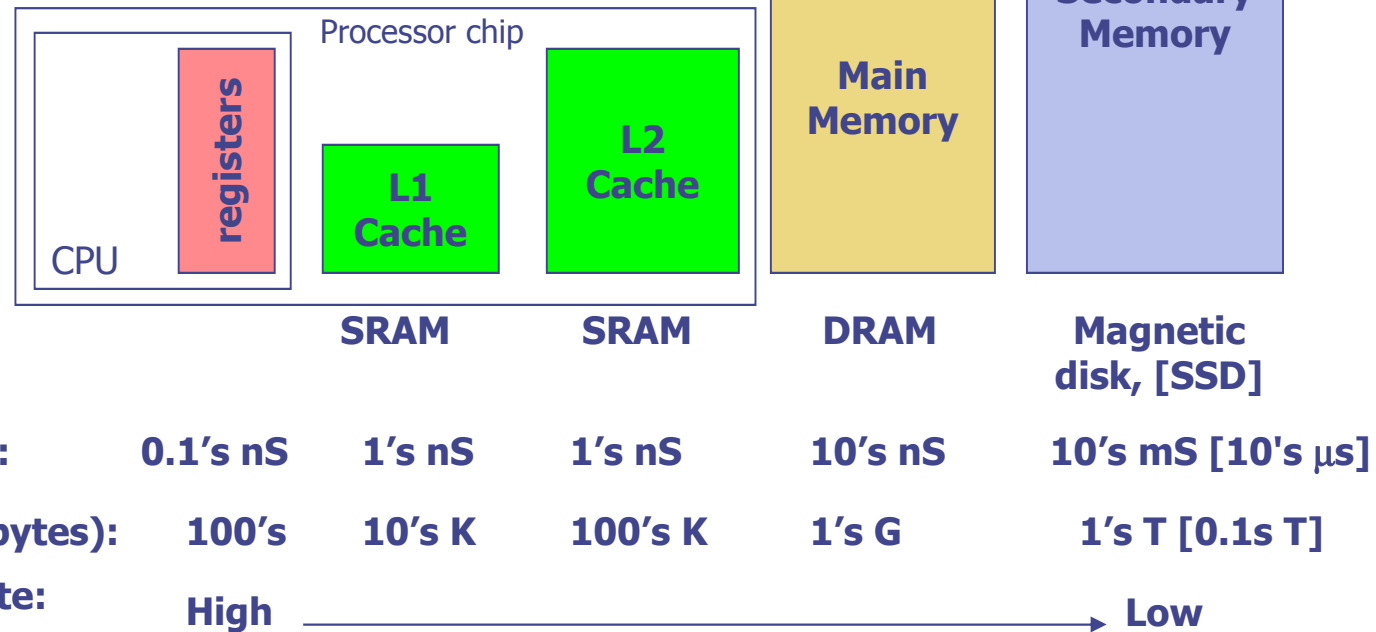 Processor chip
Secondary
Memory
Main
Memory
registers
L1
Cache
L2
Cache
CPU
SRAM SRAM DRAM Magnetic
disk, [SSD]
: 0.1’s nS 1’s nS 1’s nS 10’s nS 10’s mS [10's μs]
bytes): 100’s 10’s K 100’s K 1’s G 1’s T [0.1s T]
te: High Low